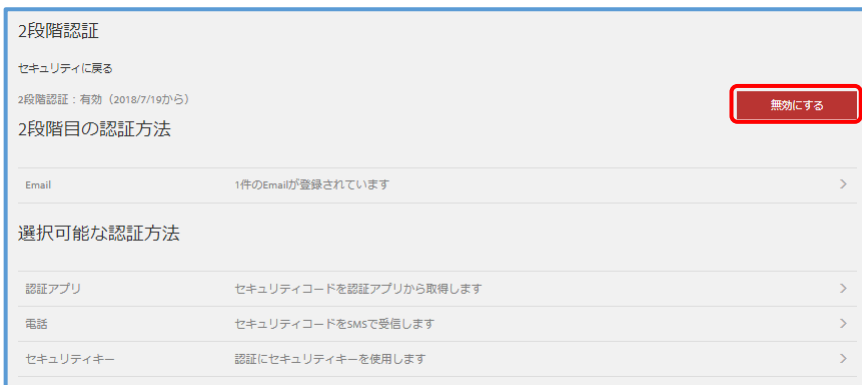 2段階認証
セキュリティに戻る
2段階認証：有効（2018/7/19から）
無効にする
2段階目の認証方法
Email 1件のEmailが登録されています
選択可能な認証方法
認証アプリ セキュリティコードを認証アプリから取得します
電話 セキュリティコードをSMSで受信します
セキュリティキー 認証にセキュリティキーを使用します